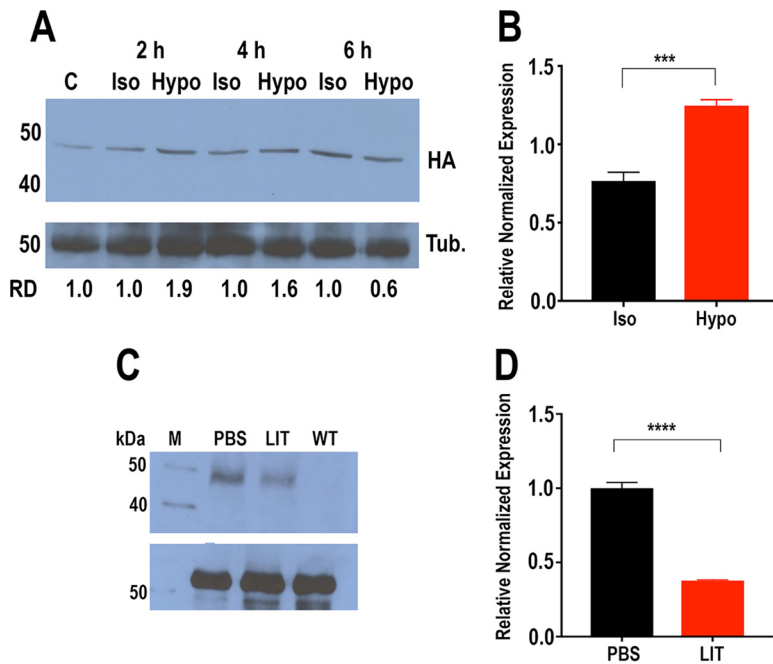 A
2 h 4 h 6 h
C Iso Hypo Iso Hypo Iso Hypo
50
40
HA
50
Tub.
RD 1.0 1.0 1.9 1.0 1.6 1.0 0.6
B
Relative Normalized Expression
1.5
1.0
0.5
0.0
***
Iso Hypo
C
kDa M PBS LIT WT
50
40
50
D
Relative Normalized Expression
1.5
1.0
0.5
0.0
****
PBS LIT